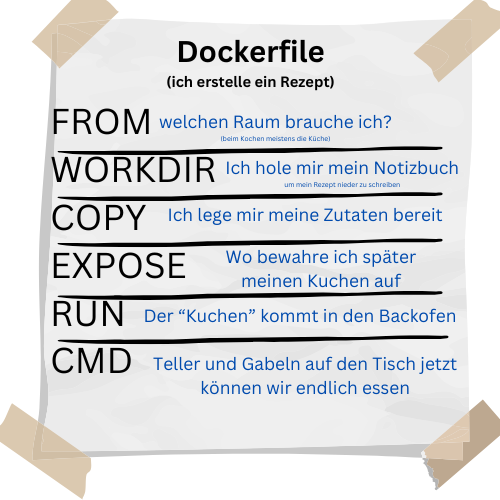 Dockerfile
(ich erstelle ein Rezept)
FROM welchen Raum brauche ich?
(beim Kochen meistens die Küche)
WORKDIR Ich hole mir mein Notizbuch
um mein Rezept nieder zu schreiben
COPY Ich lege mir meine Zutaten bereit
EXPOSE Wo bewahre ich später
meinen Kuchen auf
RUN Der “Kuchen” kommt in den Backofen
CMD Teller und Gabeln auf den Tisch jetzt
können wir endlich essen